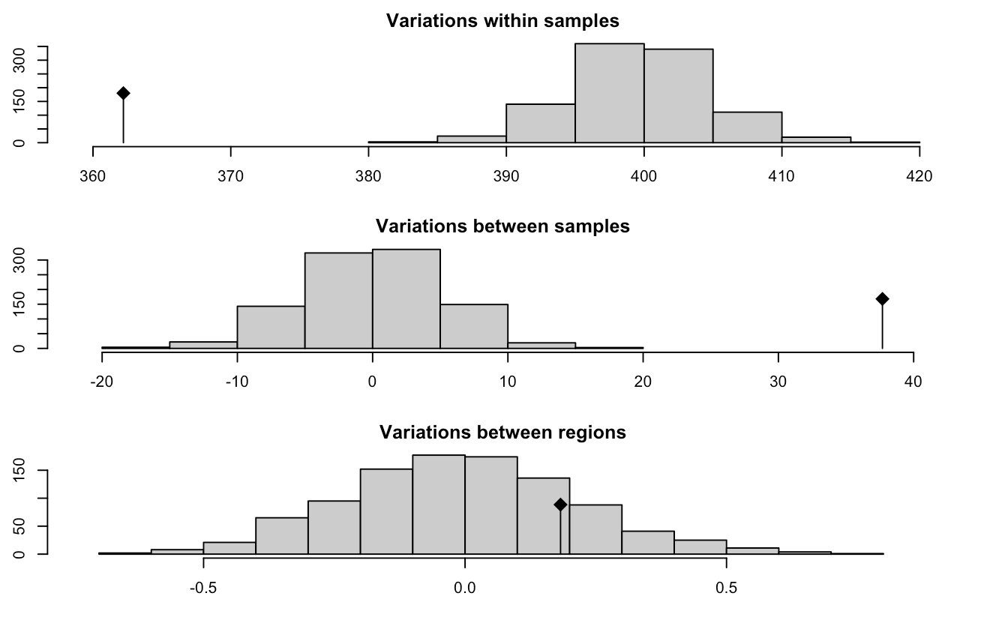 Variations within samples
300
150
0
360 370 380 390 400 410 420
Variations between samples
300
150
0
-20 -10 0 10 20 30 40
Variations between regions
150
50
0
-0.5 0.0 0.5